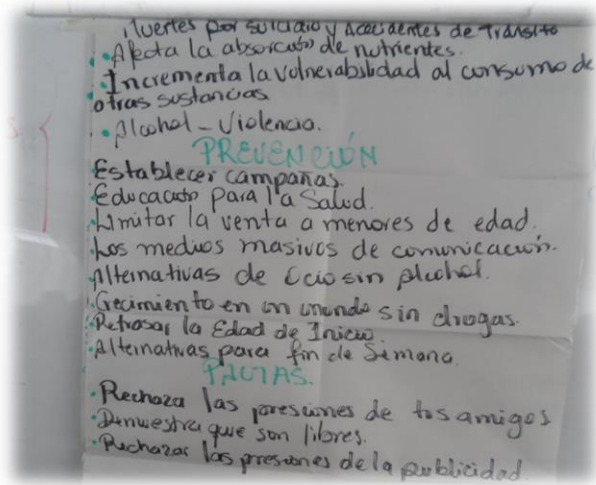 Muertes por suicidio y Accidentes de Tránsito
• Afecta la absorción de nutrientes.
• Incrementa la vulnerabilidad al consumo de
otras sustancias
• Alcohol - Violencia.
PREVENCIÓN
Establecer campañas.
Educación para la Salud.
Limitar la venta a menores de edad.
Los medios masivos de comunicación.
Alternativas de Ocio sin Alcohol.
Crecimiento en un mundo sin drogas.
Retrasar la Edad de Inicio.
• Alternativas para fin de Semana.
PAUTAS.
• Rechaza las presiones de tus amigos
• Demuestra que son libres.
• Rechazar las presiones de la publicidad.